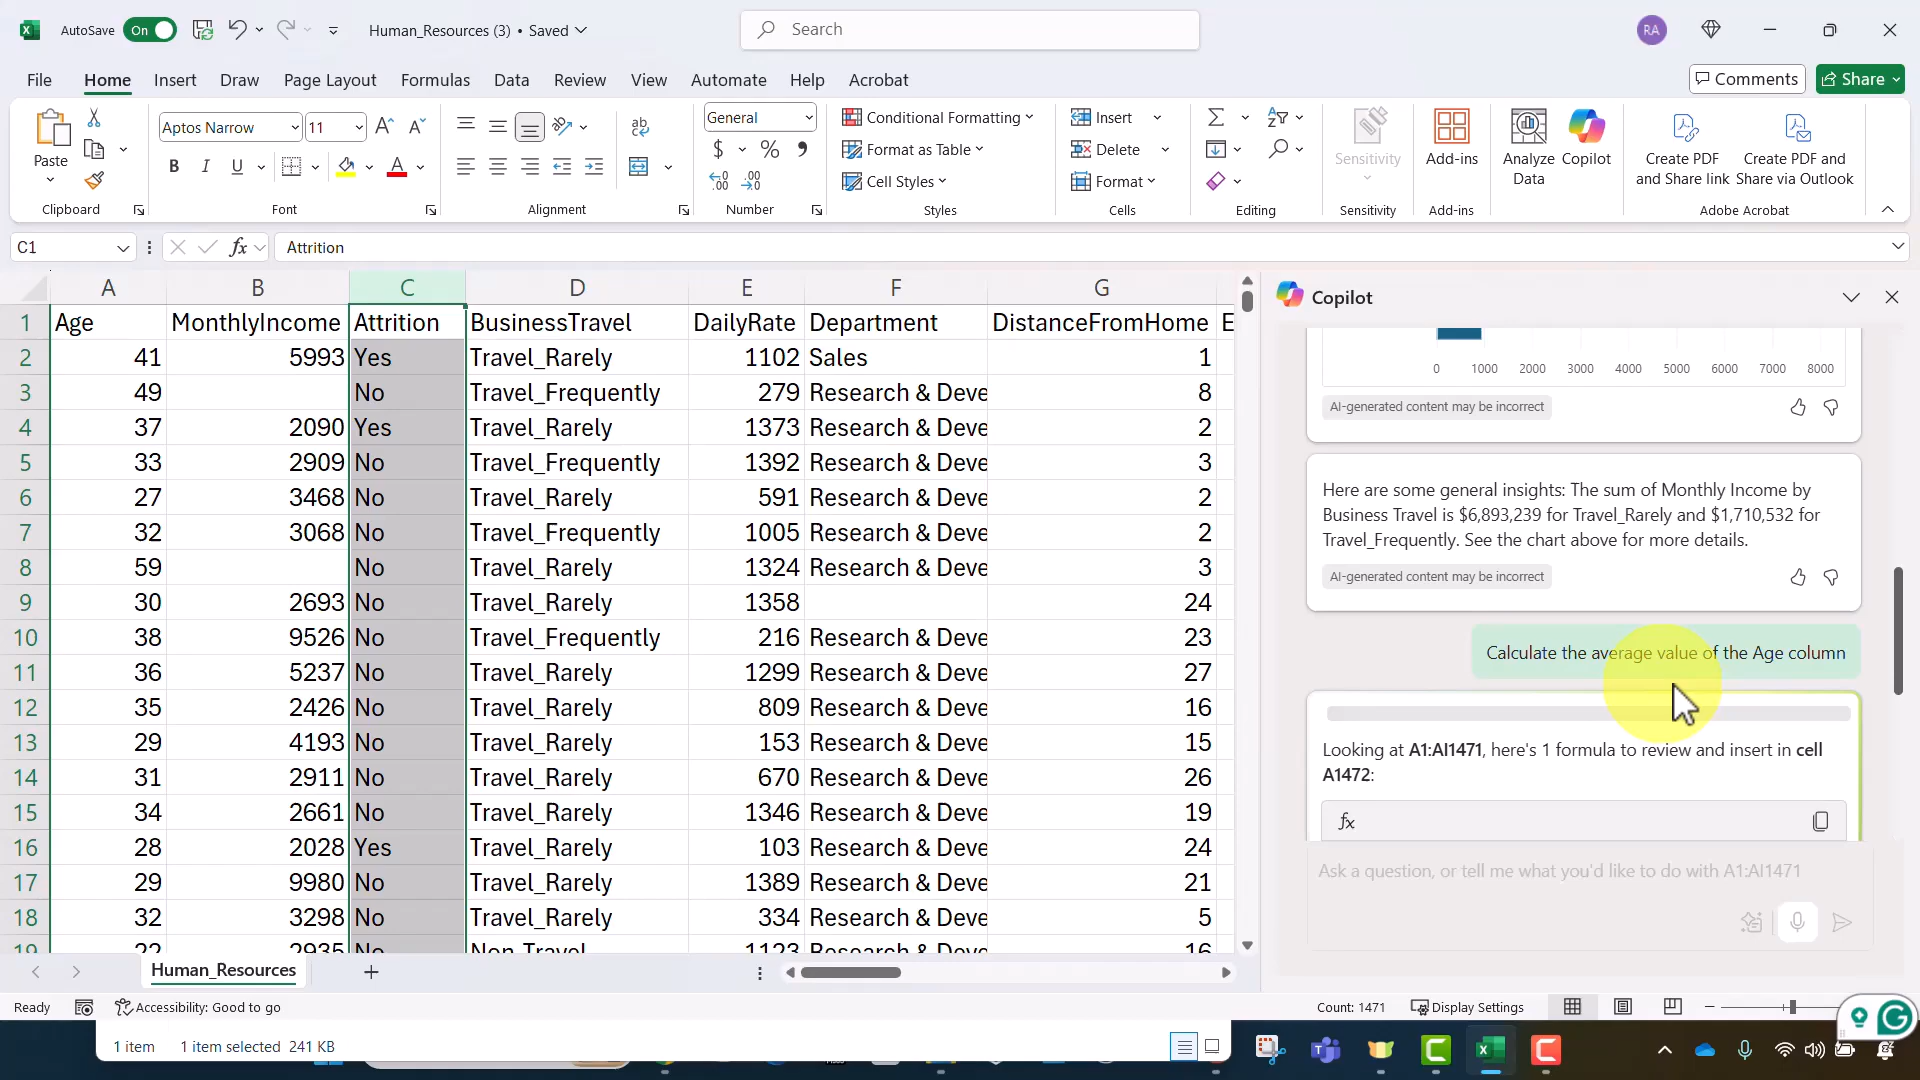 AutoSave On Human_Resources (3) • Saved Search RA
File Home Insert Draw Page Layout Formulas Data Review View Automate Help Acrobat Comments Share
Paste
Clipboard
Aptos Narrow 11
B I U A
Font
ab
Alignment
General
$ % 9
.00 .00
Number
Conditional Formatting
Format as Table
Cell Styles
Styles
Insert
Delete
Format
Cells
Editing
Sensitivity
Sensitivity
Add-ins
Add-ins
Analyze
Data
Copilot
Create PDF
and Share link
Create PDF and
Share via Outlook
Adobe Acrobat
C1 fx Attrition
A B C D E F G
1 Age MonthlyIncome Attrition BusinessTravel DailyRate Department DistanceFromHome E
2 41 5993 Yes Travel_Rarely 1102 Sales 1
3 49 No Travel_Frequently 279 Research & Deve 8
4 37 2090 Yes Travel_Rarely 1373 Research & Deve 2
5 33 2909 No Travel_Frequently 1392 Research & Deve 3
6 27 3468 No Travel_Rarely 591 Research & Deve 2
7 32 3068 No Travel_Frequently 1005 Research & Deve 2
8 59 No Travel_Rarely 1324 Research & Deve 3
9 30 2693 No Travel_Rarely 1358 24
10 38 9526 No Travel_Frequently 216 Research & Deve 23
11 36 5237 No Travel_Rarely 1299 Research & Deve 27
12 35 2426 No Travel_Rarely 809 Research & Deve 16
13 29 4193 No Travel_Rarely 153 Research & Deve 15
14 31 2911 No Travel_Rarely 670 Research & Deve 26
15 34 2661 No Travel_Rarely 1346 Research & Deve 19
16 28 2028 Yes Travel_Rarely 103 Research & Deve 24
17 29 9980 No Travel_Rarely 1389 Research & Deve 21
18 32 3298 No Travel_Rarely 334 Research & Deve 5
19 22 2935 No Non-Travel 1123 Research & Deve 16
Copilot
0 1000 2000 3000 4000 5000 6000 7000 8000
AI-generated content may be incorrect
Here are some general insights: The sum of Monthly Income by
Business Travel is $6,893,239 for Travel_Rarely and $1,710,532 for
Travel_Frequently. See the chart above for more details.
AI-generated content may be incorrect
Calculate the average value of the Age column
Looking at A1:AI1471, here's 1 formula to review and insert in cell
A1472:
fx
Ask a question, or tell me what you'd like to do with A1:AI1471
Human_Resources
Ready Accessibility: Good to go Count: 1471 Display Settings
1 item 1 item selected 241 KB